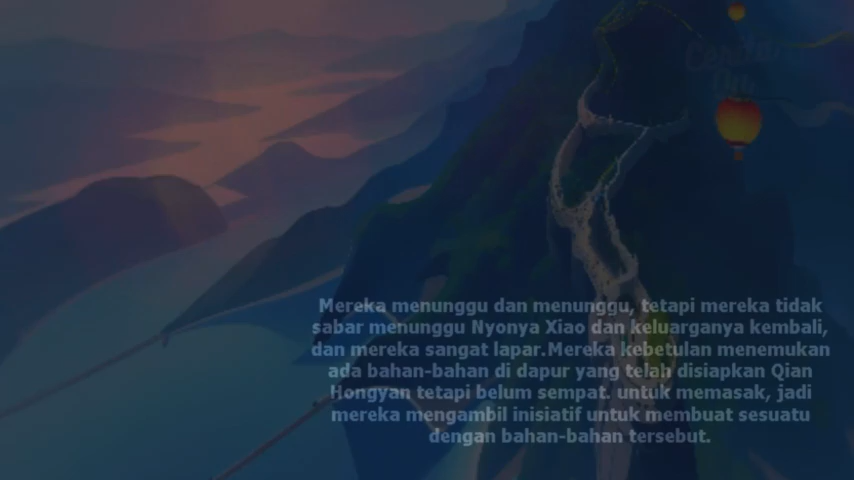 Mereka menunggu dan menunggu, tetapi mereka tidak
sabar menunggu Nyonya Xiao dan keluarganya kembali,
dan mereka sangat lapar.Mereka kebetulan menemukan
ada bahan-bahan di dapur yang telah disiapkan Qian
Hongyan tetapi belum sempat. untuk memasak, jadi
mereka mengambil inisiatif untuk membuat sesuatu
dengan bahan-bahan tersebut.